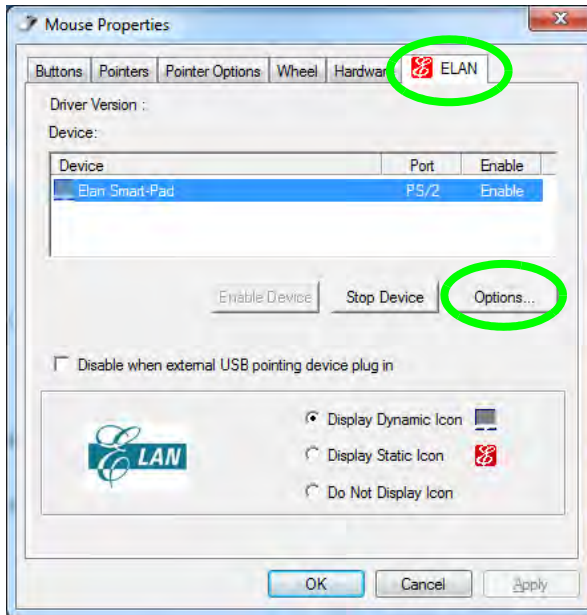 Mouse Properties
Buttons Pointers Pointer Options Wheel Hardwar ELAN
Driver Version :
Device:
Device Port Enable
Elan Smart-Pad PS/2 Enable
Enable Device Stop Device Options...
Disable when external USB pointing device plug in
Display Dynamic Icon
ELAN Display Static Icon
Do Not Display Icon
OK Cancel Apply